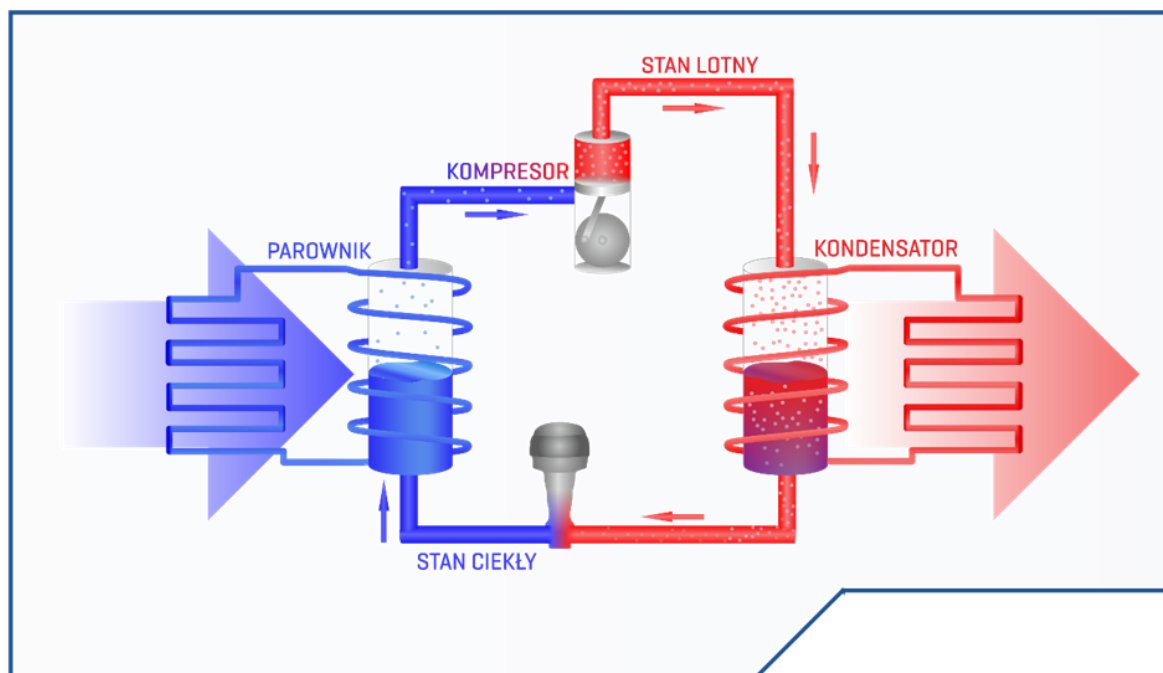 STAN LOTNY
KOMPRESOR
PAROWNIK
KONDENSATOR
STAN CIEKŁY